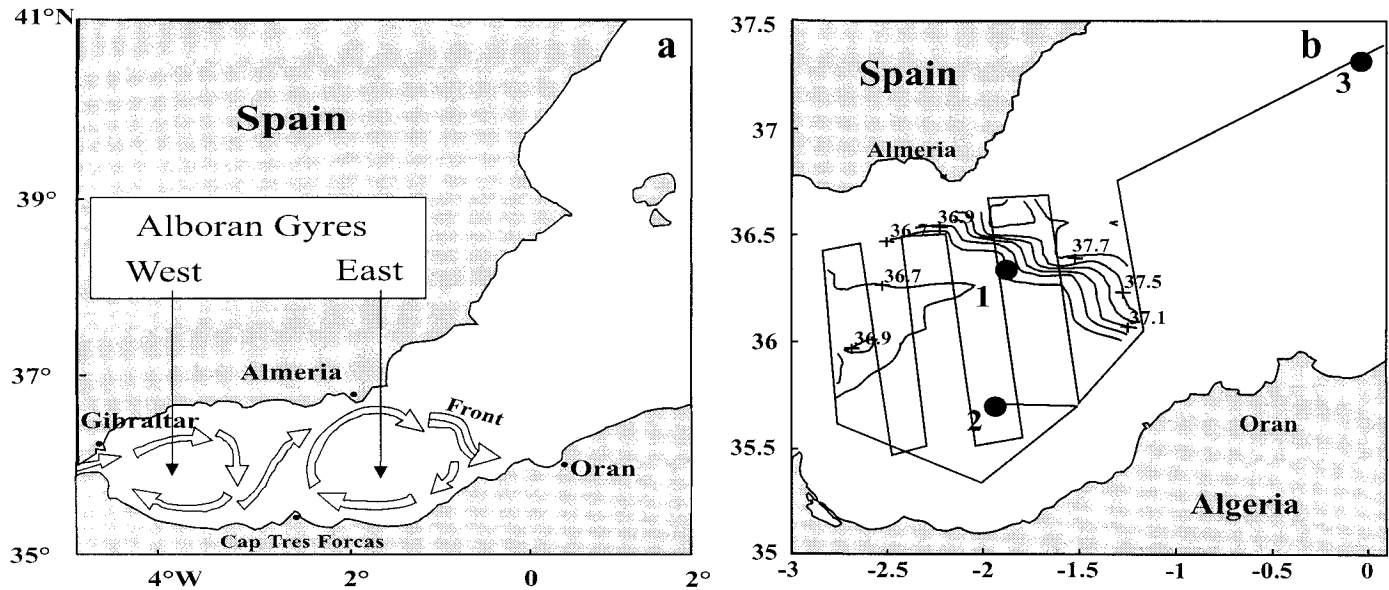 41°N
a
Spain
39°
Alboran Gyres
West East
37°
Almeria
Gibraltar
Front
Oran
Cap Tres Forcas
35°
4°W 2° 0 2°
37.5
b
Spain
3
37
Almeria
36.7 36.9
36.5
37.7
36.7
37.5
1
37.1
36
36.9
2
35.5
Oran
Algeria
35
-3 -2.5 -2 -1.5 -1 -0.5 0